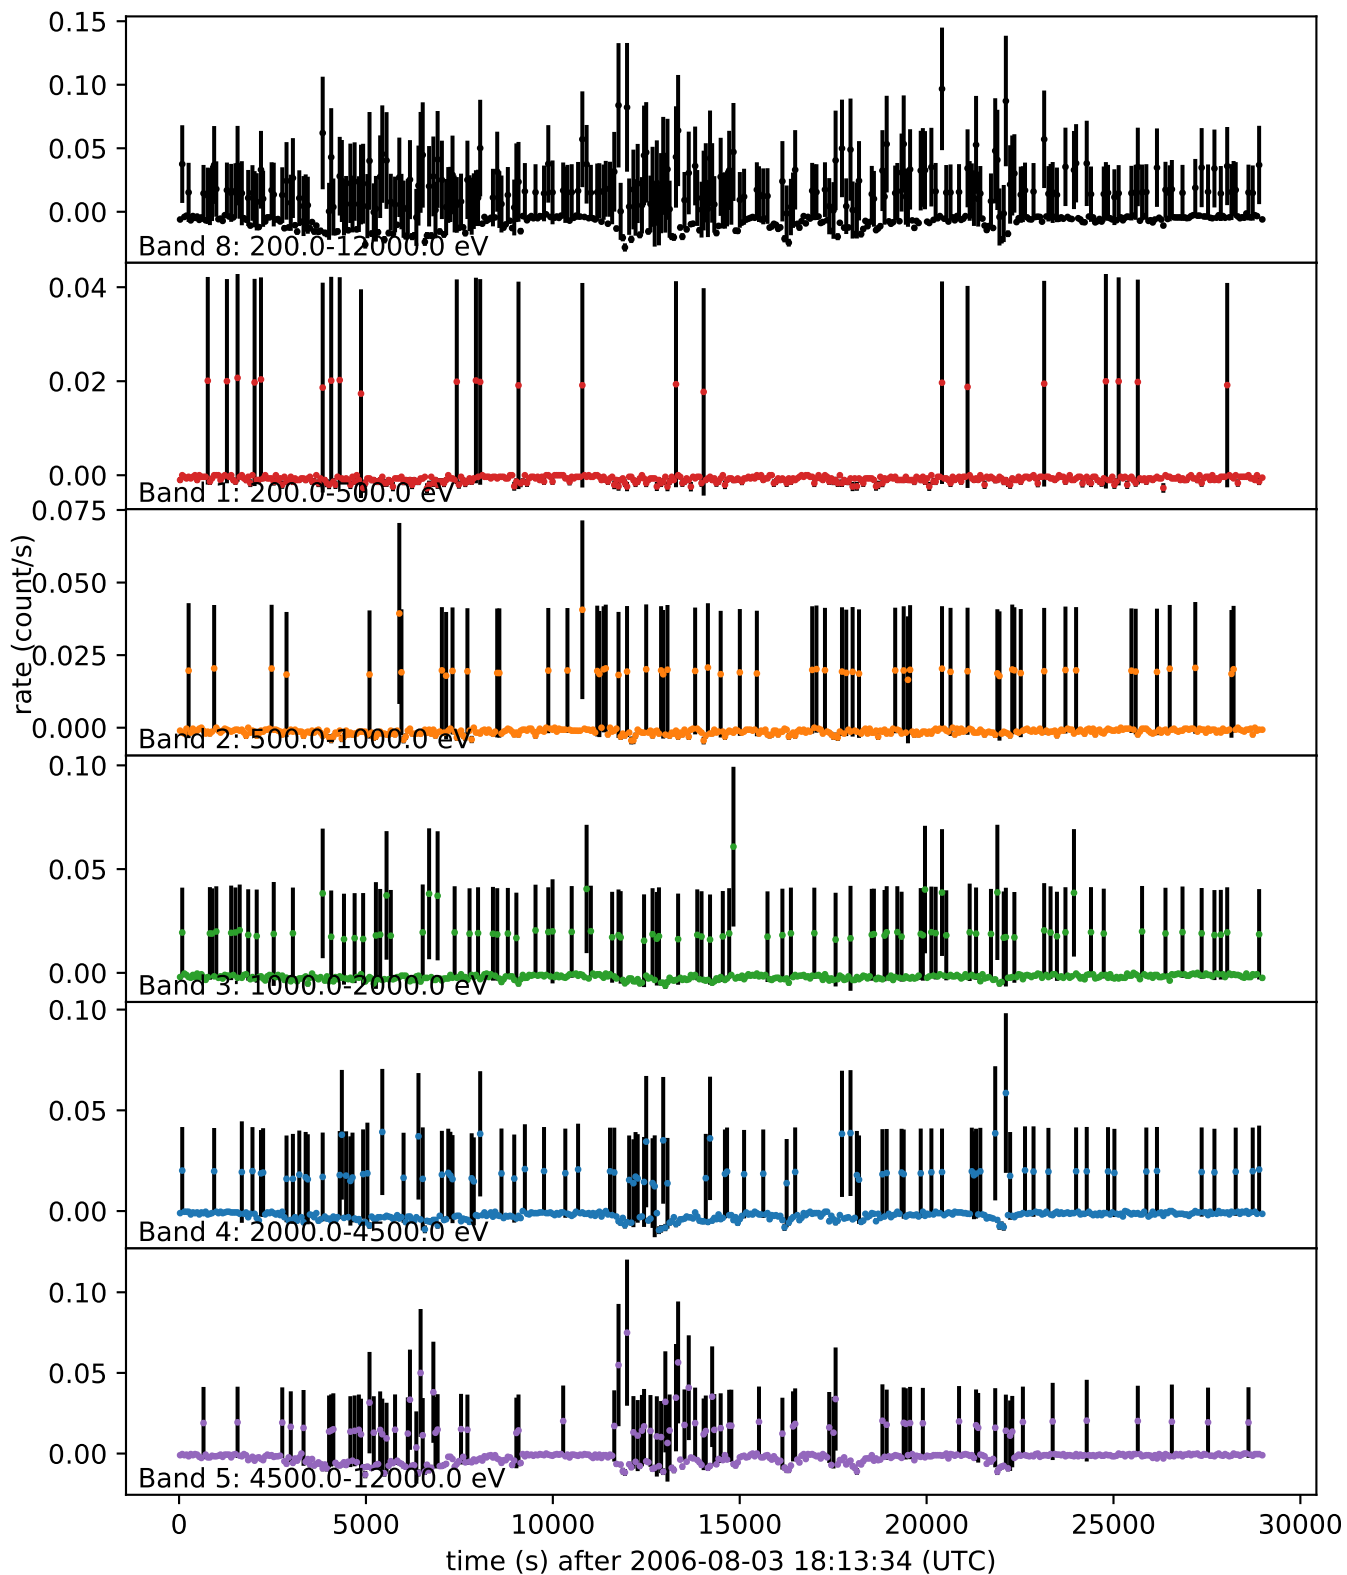 0.15
0.10
0.05
0.00
Band 8: 200.0-12000.0 eV
0.04
0.02
0.00
Band 1: 200.0-500.0 eV
rate (count/s)
0.075
0.050
0.025
0.000
Band 2: 500.0-1000.0 eV
0.10
0.05
0.00
Band 3: 1000.0-2000.0 eV
0.10
0.05
0.00
Band 4: 2000.0-4500.0 eV
0.10
0.05
0.00
Band 5: 4500.0-12000.0 eV
0 5000 10000 15000 20000 25000 30000
time (s) after 2006-08-03 18:13:34 (UTC)